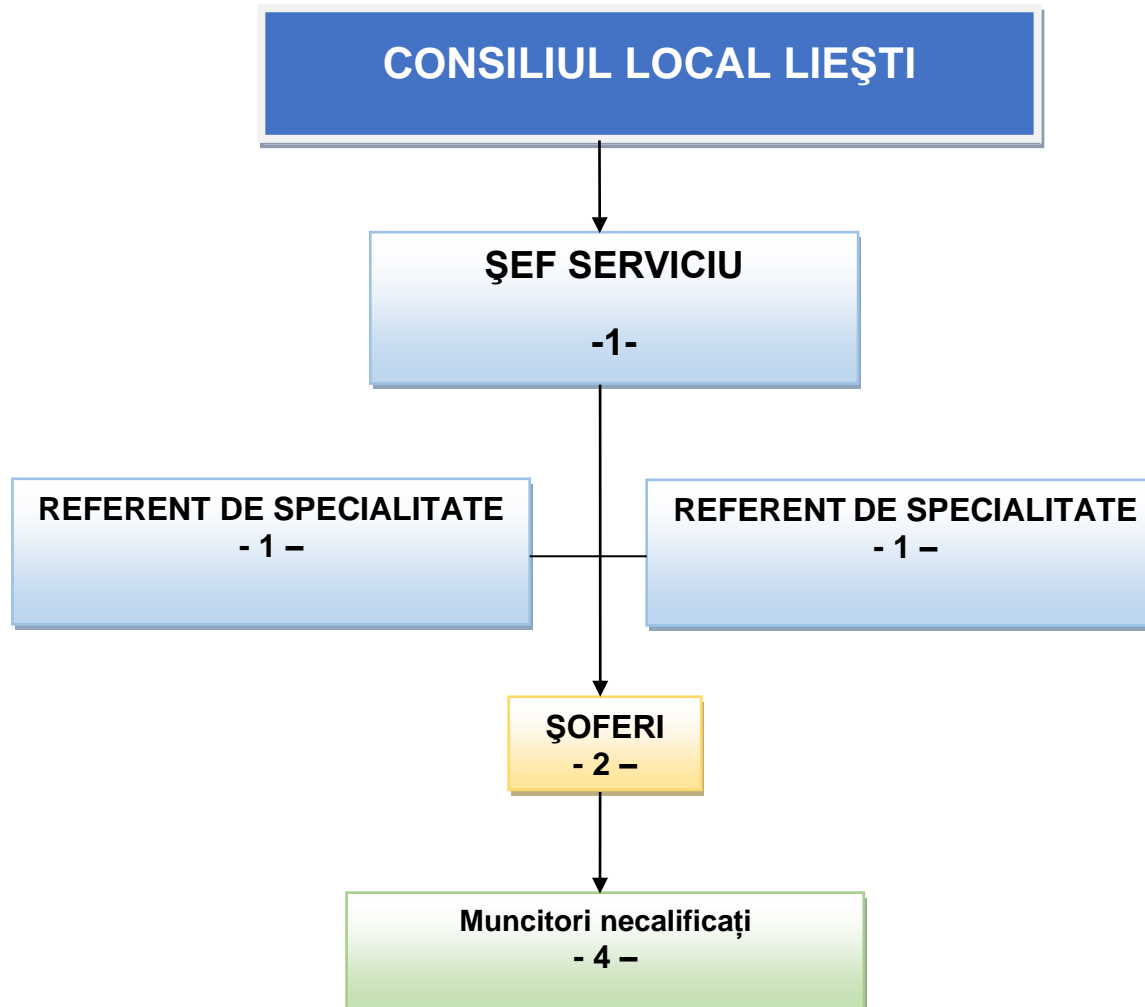 CONSILIUL LOCAL LIEŞTI
ŞEF SERVICIU
-1-
REFERENT DE SPECIALITATE
- 1 –
REFERENT DE SPECIALITATE
- 1 –
ŞOFERI
- 2 –
Muncitori necalificați
- 4 –